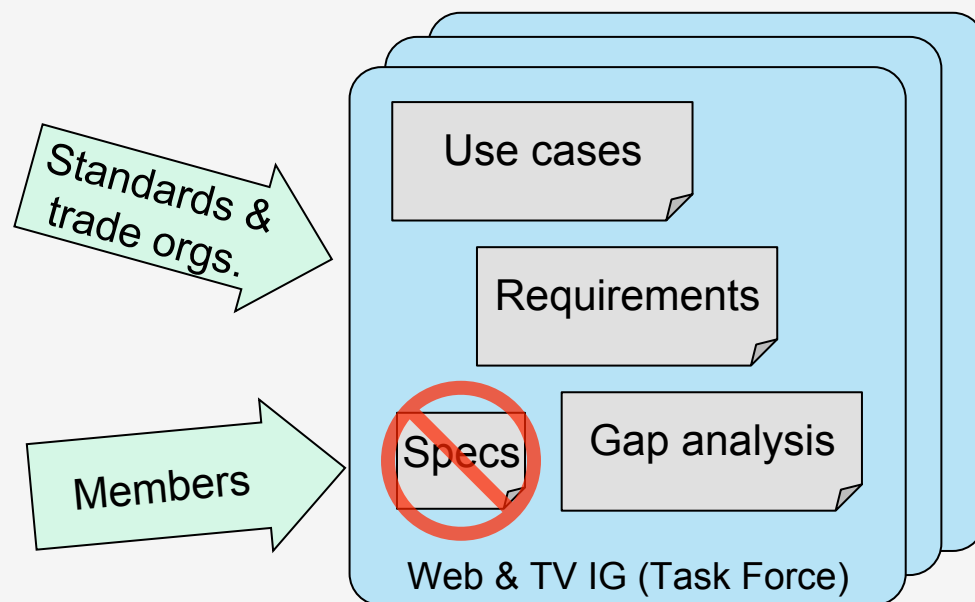 Standards &
trade orgs.
Members
Use cases
Requirements
Specs
Gap analysis
Web & TV IG (Task Force)